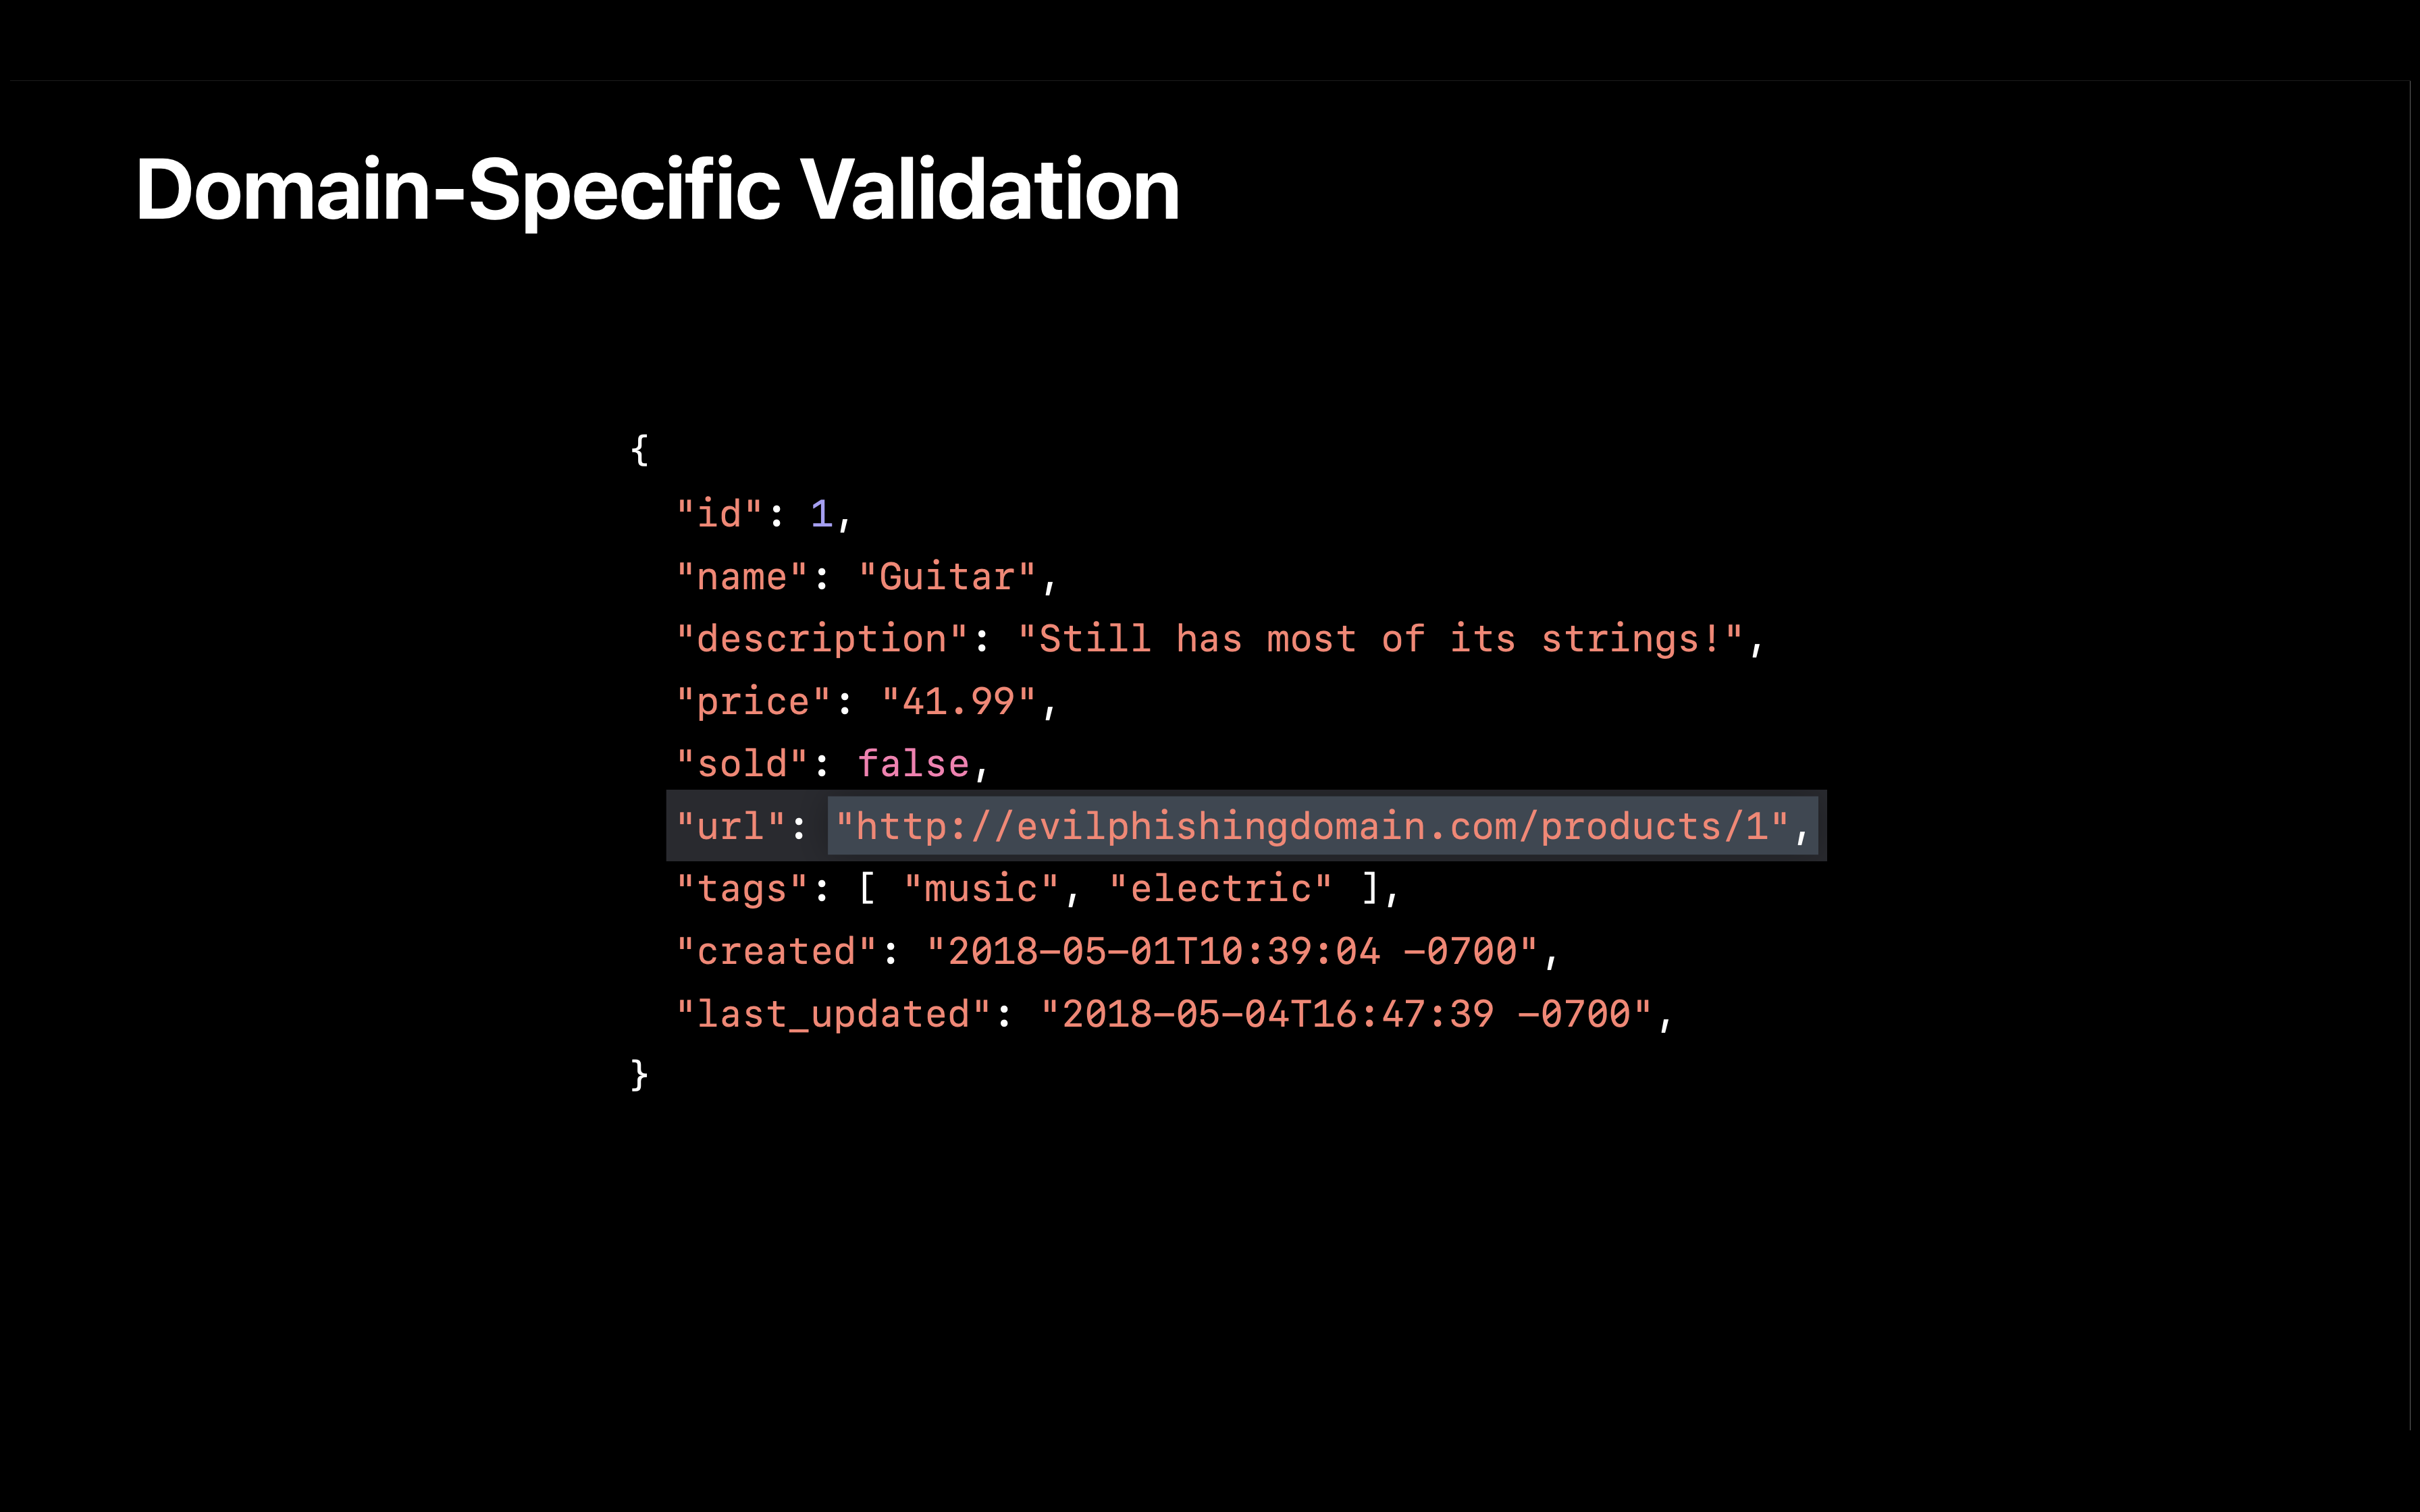 Domain-Specific Validation
{
"id": 1,
"name": "Guitar",
"description": "Still has most of its strings!",
"price": "41.99",
"sold": false,
"url": "http://evilphishingdomain.com/products/1",
"tags": [ "music", "electric" ],
"created": "2018-05-01T10:39:04 -0700",
"last_updated": "2018-05-04T16:47:39 -0700",
}